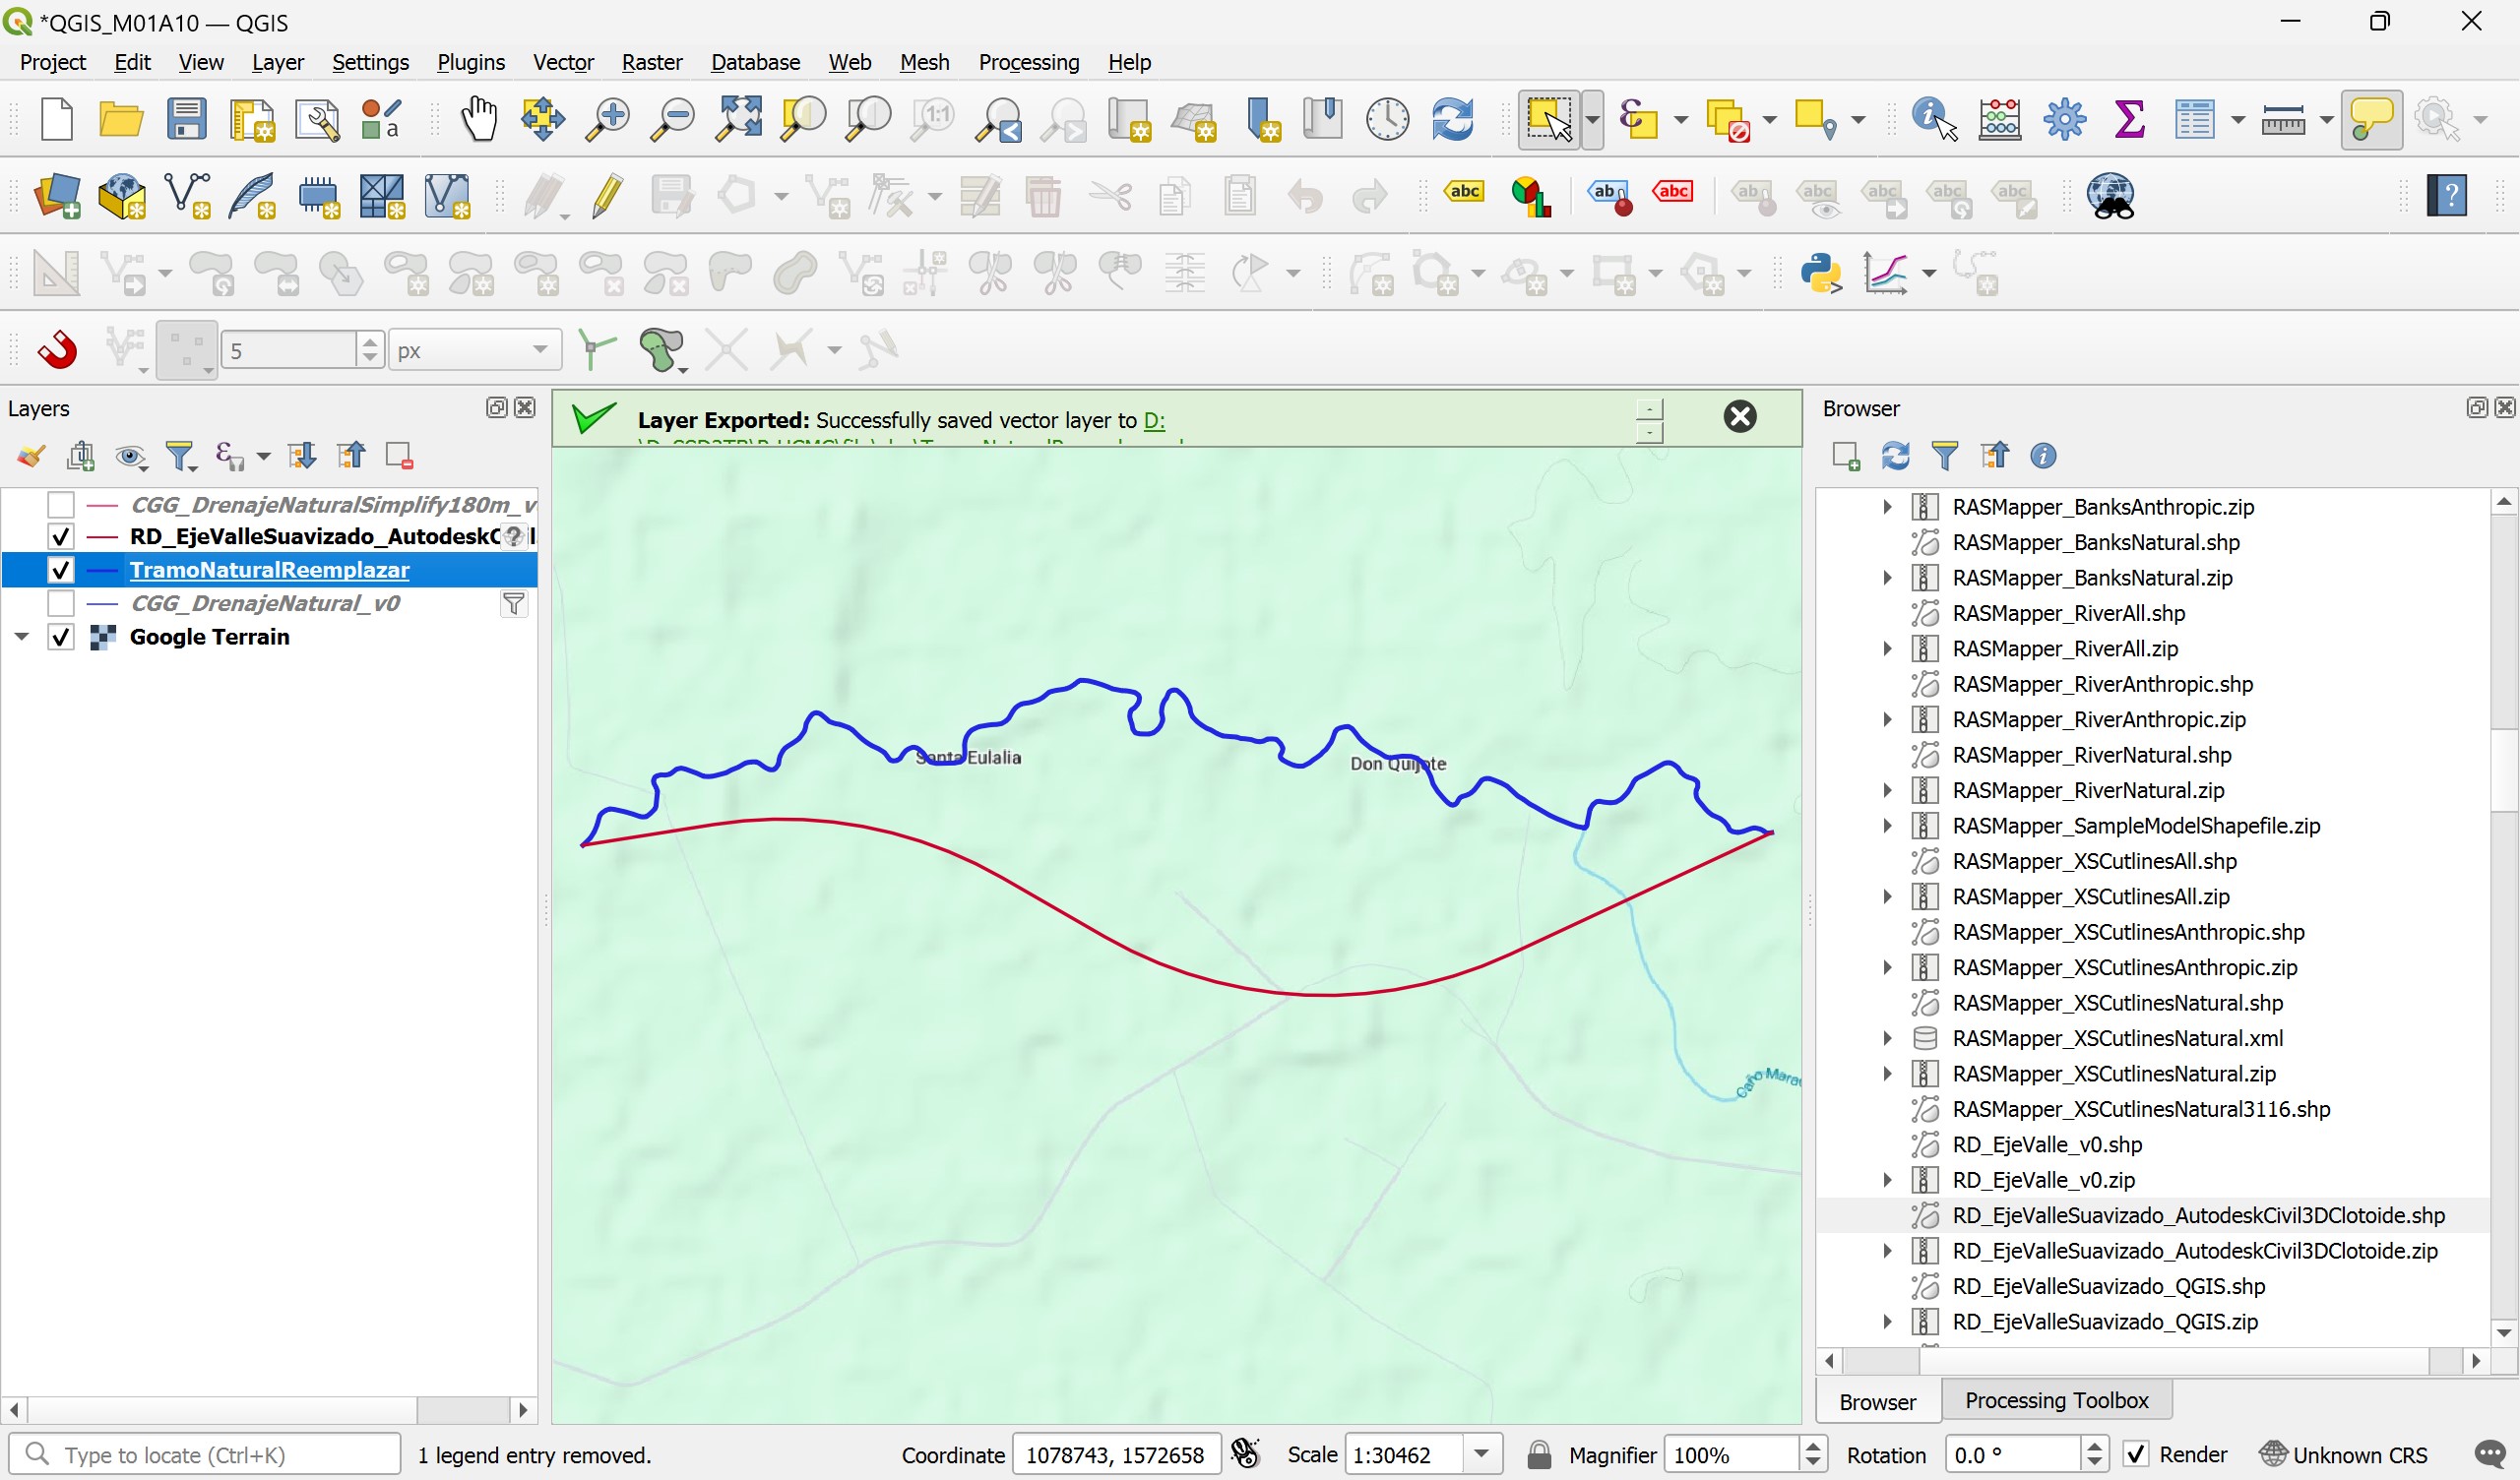 *QGIS_M01A10 — QGIS
Project Edit View Layer Settings Plugins Vector Raster Database Web Mesh Processing Help
5 px
Layers
Layer Exported: Successfully saved vector layer to D:
Browser
CGG_DrenajeNaturalSimplify180m_v
RD_EjeValleSuavizado_AutodeskC
TramoNaturalReemplazar
CGG_DrenajeNatural_v0
Google Terrain
Santa Eulalia
Don Quijote
Caño Mara
RASMapper_BanksAnthropic.zip
RASMapper_BanksNatural.shp
RASMapper_BanksNatural.zip
RASMapper_RiverAll.shp
RASMapper_RiverAll.zip
RASMapper_RiverAnthropic.shp
RASMapper_RiverAnthropic.zip
RASMapper_RiverNatural.shp
RASMapper_RiverNatural.zip
RASMapper_SampleModelShapefile.zip
RASMapper_XSCutlinesAll.shp
RASMapper_XSCutlinesAll.zip
RASMapper_XSCutlinesAnthropic.shp
RASMapper_XSCutlinesAnthropic.zip
RASMapper_XSCutlinesNatural.shp
RASMapper_XSCutlinesNatural.xml
RASMapper_XSCutlinesNatural.zip
RASMapper_XSCutlinesNatural3116.shp
RD_EjeValle_v0.shp
RD_EjeValle_v0.zip
RD_EjeValleSuavizado_AutodeskCivil3DClotoide.shp
RD_EjeValleSuavizado_AutodeskCivil3DClotoide.zip
RD_EjeValleSuavizado_QGIS.shp
RD_EjeValleSuavizado_QGIS.zip
Browser Processing Toolbox
Type to locate (Ctrl+K) 1 legend entry removed. Coordinate 1078743, 1572658 Scale 1:30462 Magnifier 100% Rotation 0.0 ° Render Unknown CRS